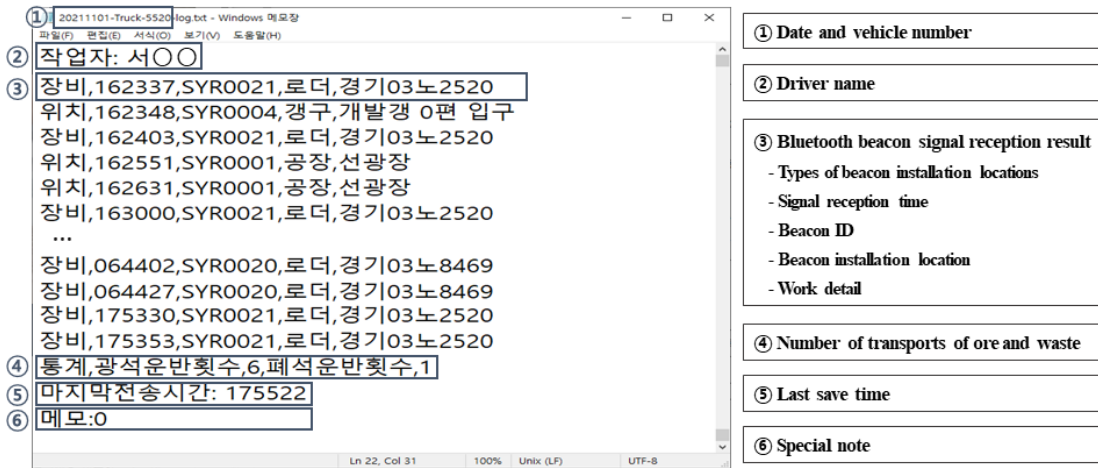 ① 20211101-Truck-5520-log.txt - Windows 메모장
파일(F) 편집(E) 서식(O) 보기(V) 도움말(H)
② 작업자: 서○○
③ 장비,162337,SYR0021,로더,경기03노2520
위치,162348,SYR0004,갱구,개발갱 0편 입구
장비,162403,SYR0021,로더,경기03노2520
위치,162551,SYR0001,공장,선광장
위치,162631,SYR0001,공장,선광장
장비,163000,SYR0021,로더,경기03노2520
...
장비,064402,SYR0020,로더,경기03노8469
장비,064427,SYR0020,로더,경기03노8469
장비,175330,SYR0021,로더,경기03노2520
장비,175353,SYR0021,로더,경기03노2520
④ 통계,광석운반횟수,6,폐석운반횟수,1
⑤ 마지막전송시간: 175522
⑥ 메모:0
Ln 22, Col 31 100% Unix (LF) UTF-8
① Date and vehicle number
② Driver name
③ Bluetooth beacon signal reception result
- Types of beacon installation locations
- Signal reception time
- Beacon ID
- Beacon installation location
- Work detail
④ Number of transports of ore and waste
⑤ Last save time
⑥ Special note